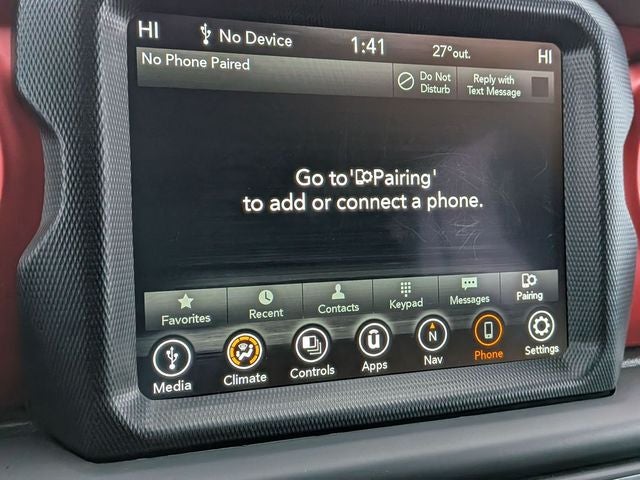 HI No Device 1:41 27°out. HI
No Phone Paired
Do Not
Disturb
Reply with
Text Message
Go to 'Pairing'
to add or connect a phone.
Favorites Recent Contacts Keypad Messages Pairing
Media Climate Controls Apps N Nav Phone Settings